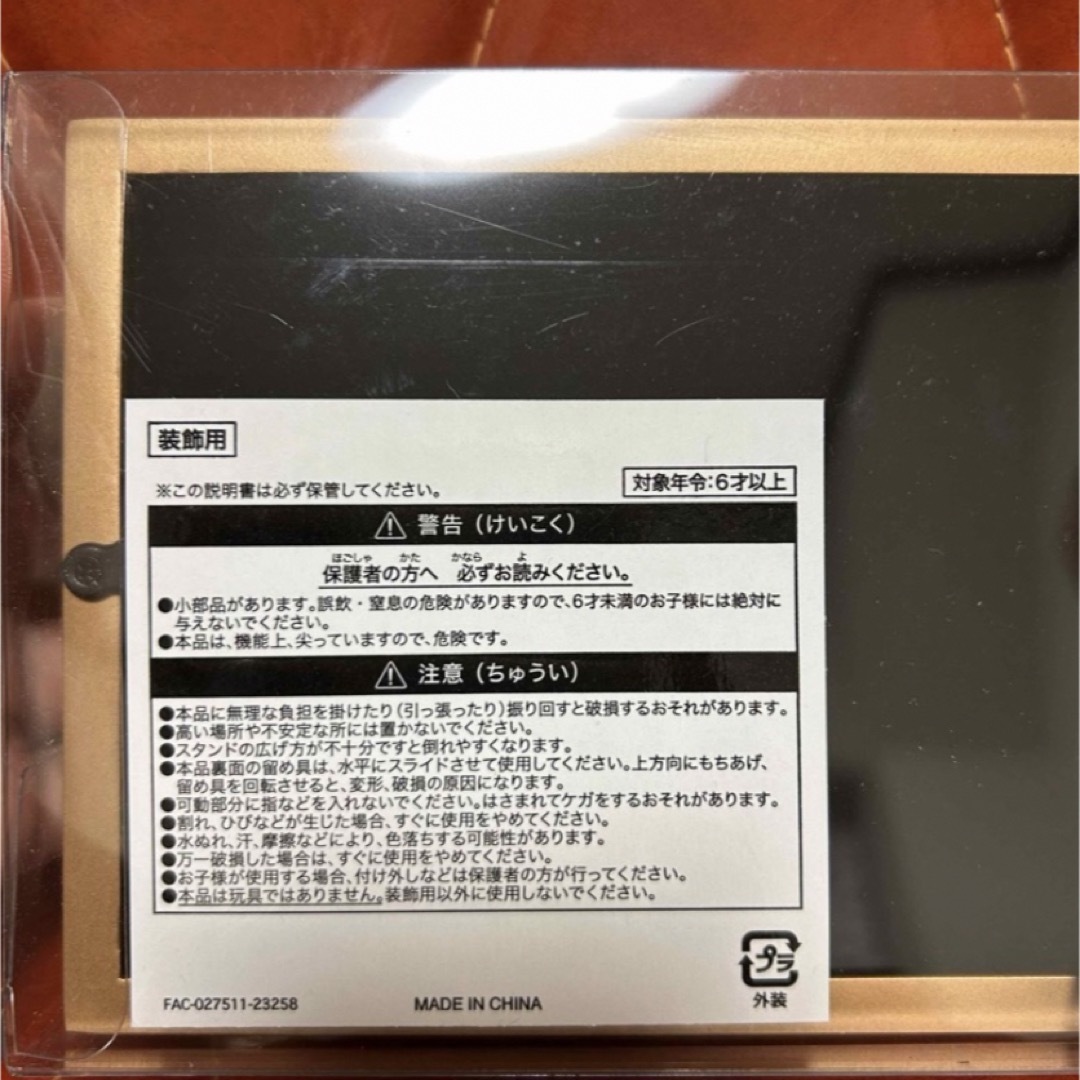 装飾用
※この説明書は必ず保管してください。
対象年令:6才以上
⚠ 警告(けいこく)
ほごしゃ かた かなら よ
保護者の方へ 必ずお読みください。
●小部品があります。誤飲・窒息の危険がありますので、6才未満のお子様には絶対に
与えないでください。
●本品は、機能上、尖っていますので、危険です。
⚠ 注意(ちゅうい)
●本品に無理な負担を掛けたり(引っ張ったり)振り回すと破損するおそれがあります。
●高い場所や不安定な所には置かないでください。
●スタンドの広げ方が不十分ですと倒れやすくなります。
●本品裏面の留め具は、水平にスライドさせて使用してください。上方向にもちあげ、
留め具を回転させると、変形、破損の原因になります。
●可動部分に指などを入れないでください。はさまれてケガをするおそれがあります。
●割れ、ひびなどが生じた場合、すぐに使用をやめてください。
●水ぬれ、汗、摩擦などにより、色落ちする可能性があります。
●万一破損した場合は、すぐに使用をやめてください。
●お子様が使用する場合、付け外しなどは保護者の方が行ってください。
●本品は玩具ではありません。装飾用以外に使用しないでください。
プラ
外装
FAC-027511-23258
MADE IN CHINA